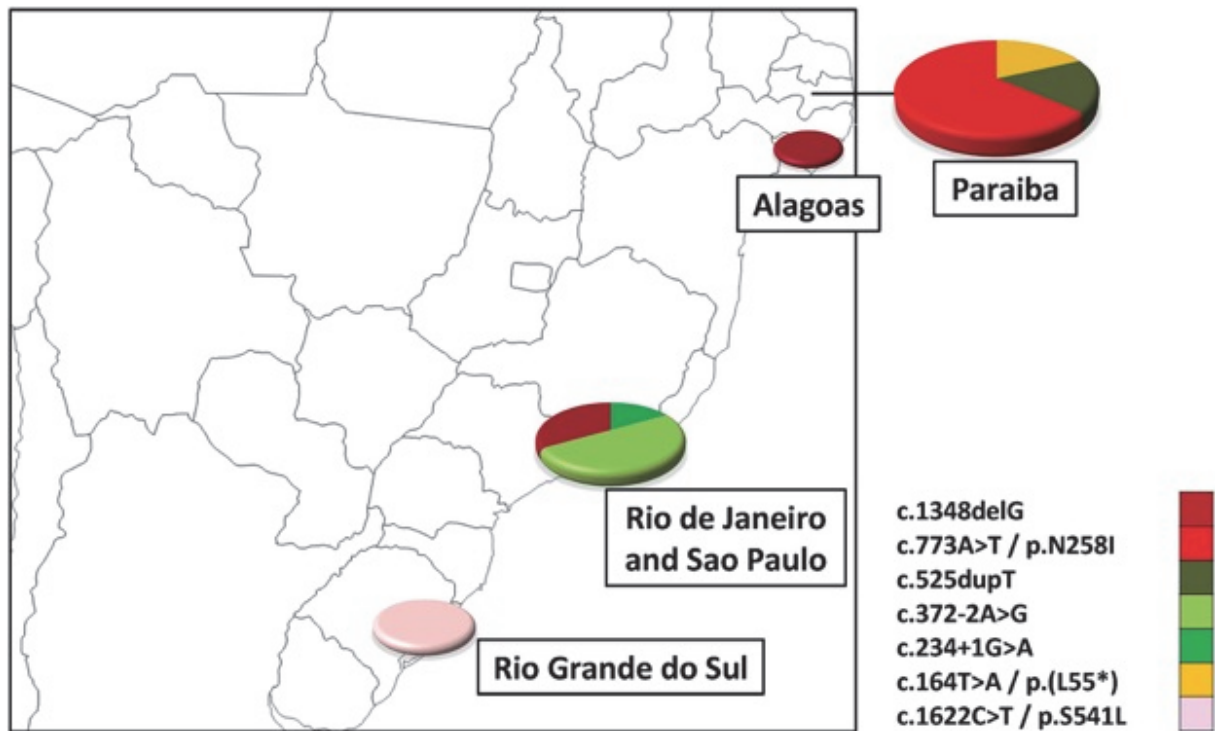 Alagoas
Paraiba
Rio de Janeiro
and Sao Paulo
Rio Grande do Sul
c.1348delG
c.773A>T / p.N258I
c.525dupT
c.372-2A>G
c.234+1G>A
c.164T>A / p.(L55*)
c.1622C>T / p.S541L